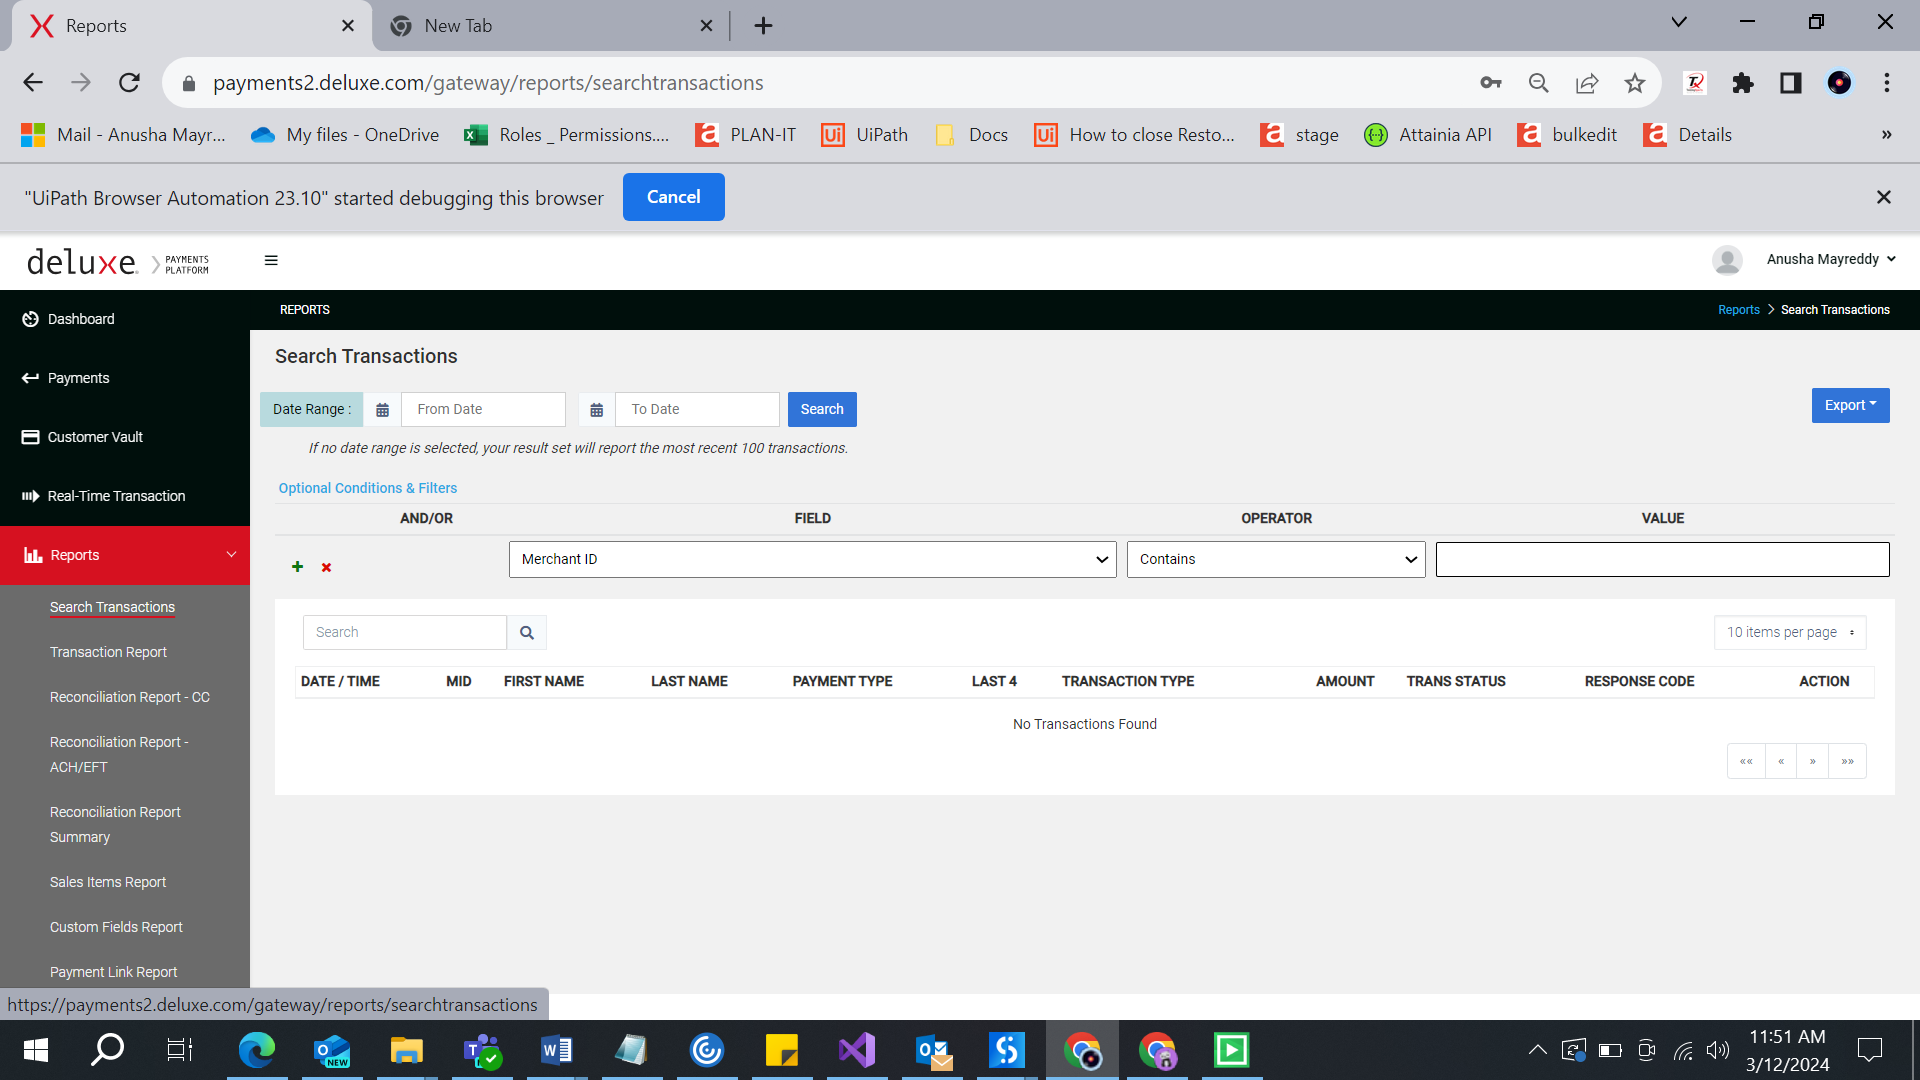 Reports
New Tab
payments2.deluxe.com/gateway/reports/searchtransactions
Mail - Anusha Mayr...
My files - OneDrive
Roles _ Permissions....
PLAN-IT
UiPath
Docs
How to close Resto...
stage
Attainia API
bulkedit
Details
»
"UiPath Browser Automation 23.10" started debugging this browser
Cancel
deluxe. PAYMENTS
PLATFORM
Anusha Mayreddy
Dashboard
Payments
Customer Vault
Real-Time Transaction
Reports
Search Transactions
Transaction Report
Reconciliation Report - CC
Reconciliation Report -
ACH/EFT
Reconciliation Report
Summary
Sales Items Report
Custom Fields Report
Payment Link Report
REPORTS
Reports > Search Transactions
Search Transactions
Date Range :
From Date
To Date
Search
Export
If no date range is selected, your result set will report the most recent 100 transactions.
Optional Conditions & Filters
AND/OR FIELD OPERATOR VALUE
Merchant ID
Contains
Search
10 items per page
DATE / TIME MID FIRST NAME LAST NAME PAYMENT TYPE LAST 4 TRANSACTION TYPE AMOUNT TRANS STATUS RESPONSE CODE ACTION
No Transactions Found
«« « » »»
https://payments2.deluxe.com/gateway/reports/searchtransactions
NEW
11:51 AM
3/12/2024